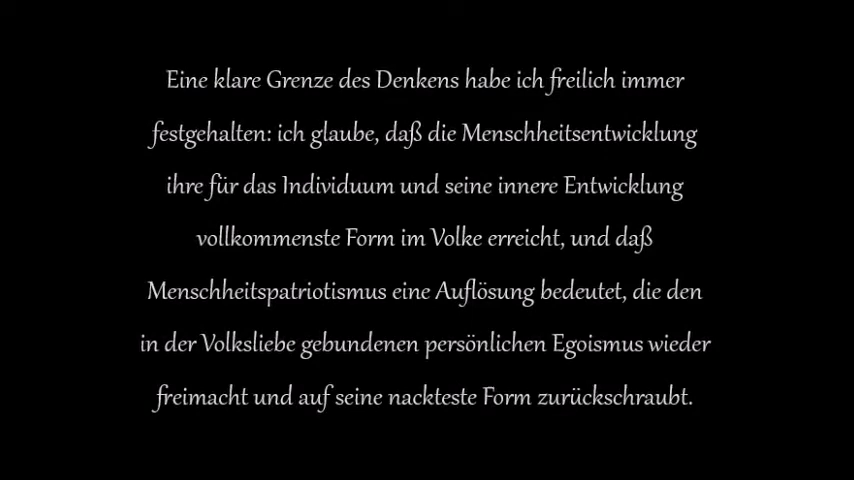 Eine klare Grenze des Denkens habe ich freilich immer
festgehalten: ich glaube, daß die Menschheitsentwicklung
ihre für das Individuum und seine innere Entwicklung
vollkommenste Form im Volke erreicht, und daß
Menschheitspatriotismus eine Auflösung bedeutet, die den
in der Volksliebe gebundenen persönlichen Egoismus wieder
freimacht und auf seine nackteste Form zurückschraubt.